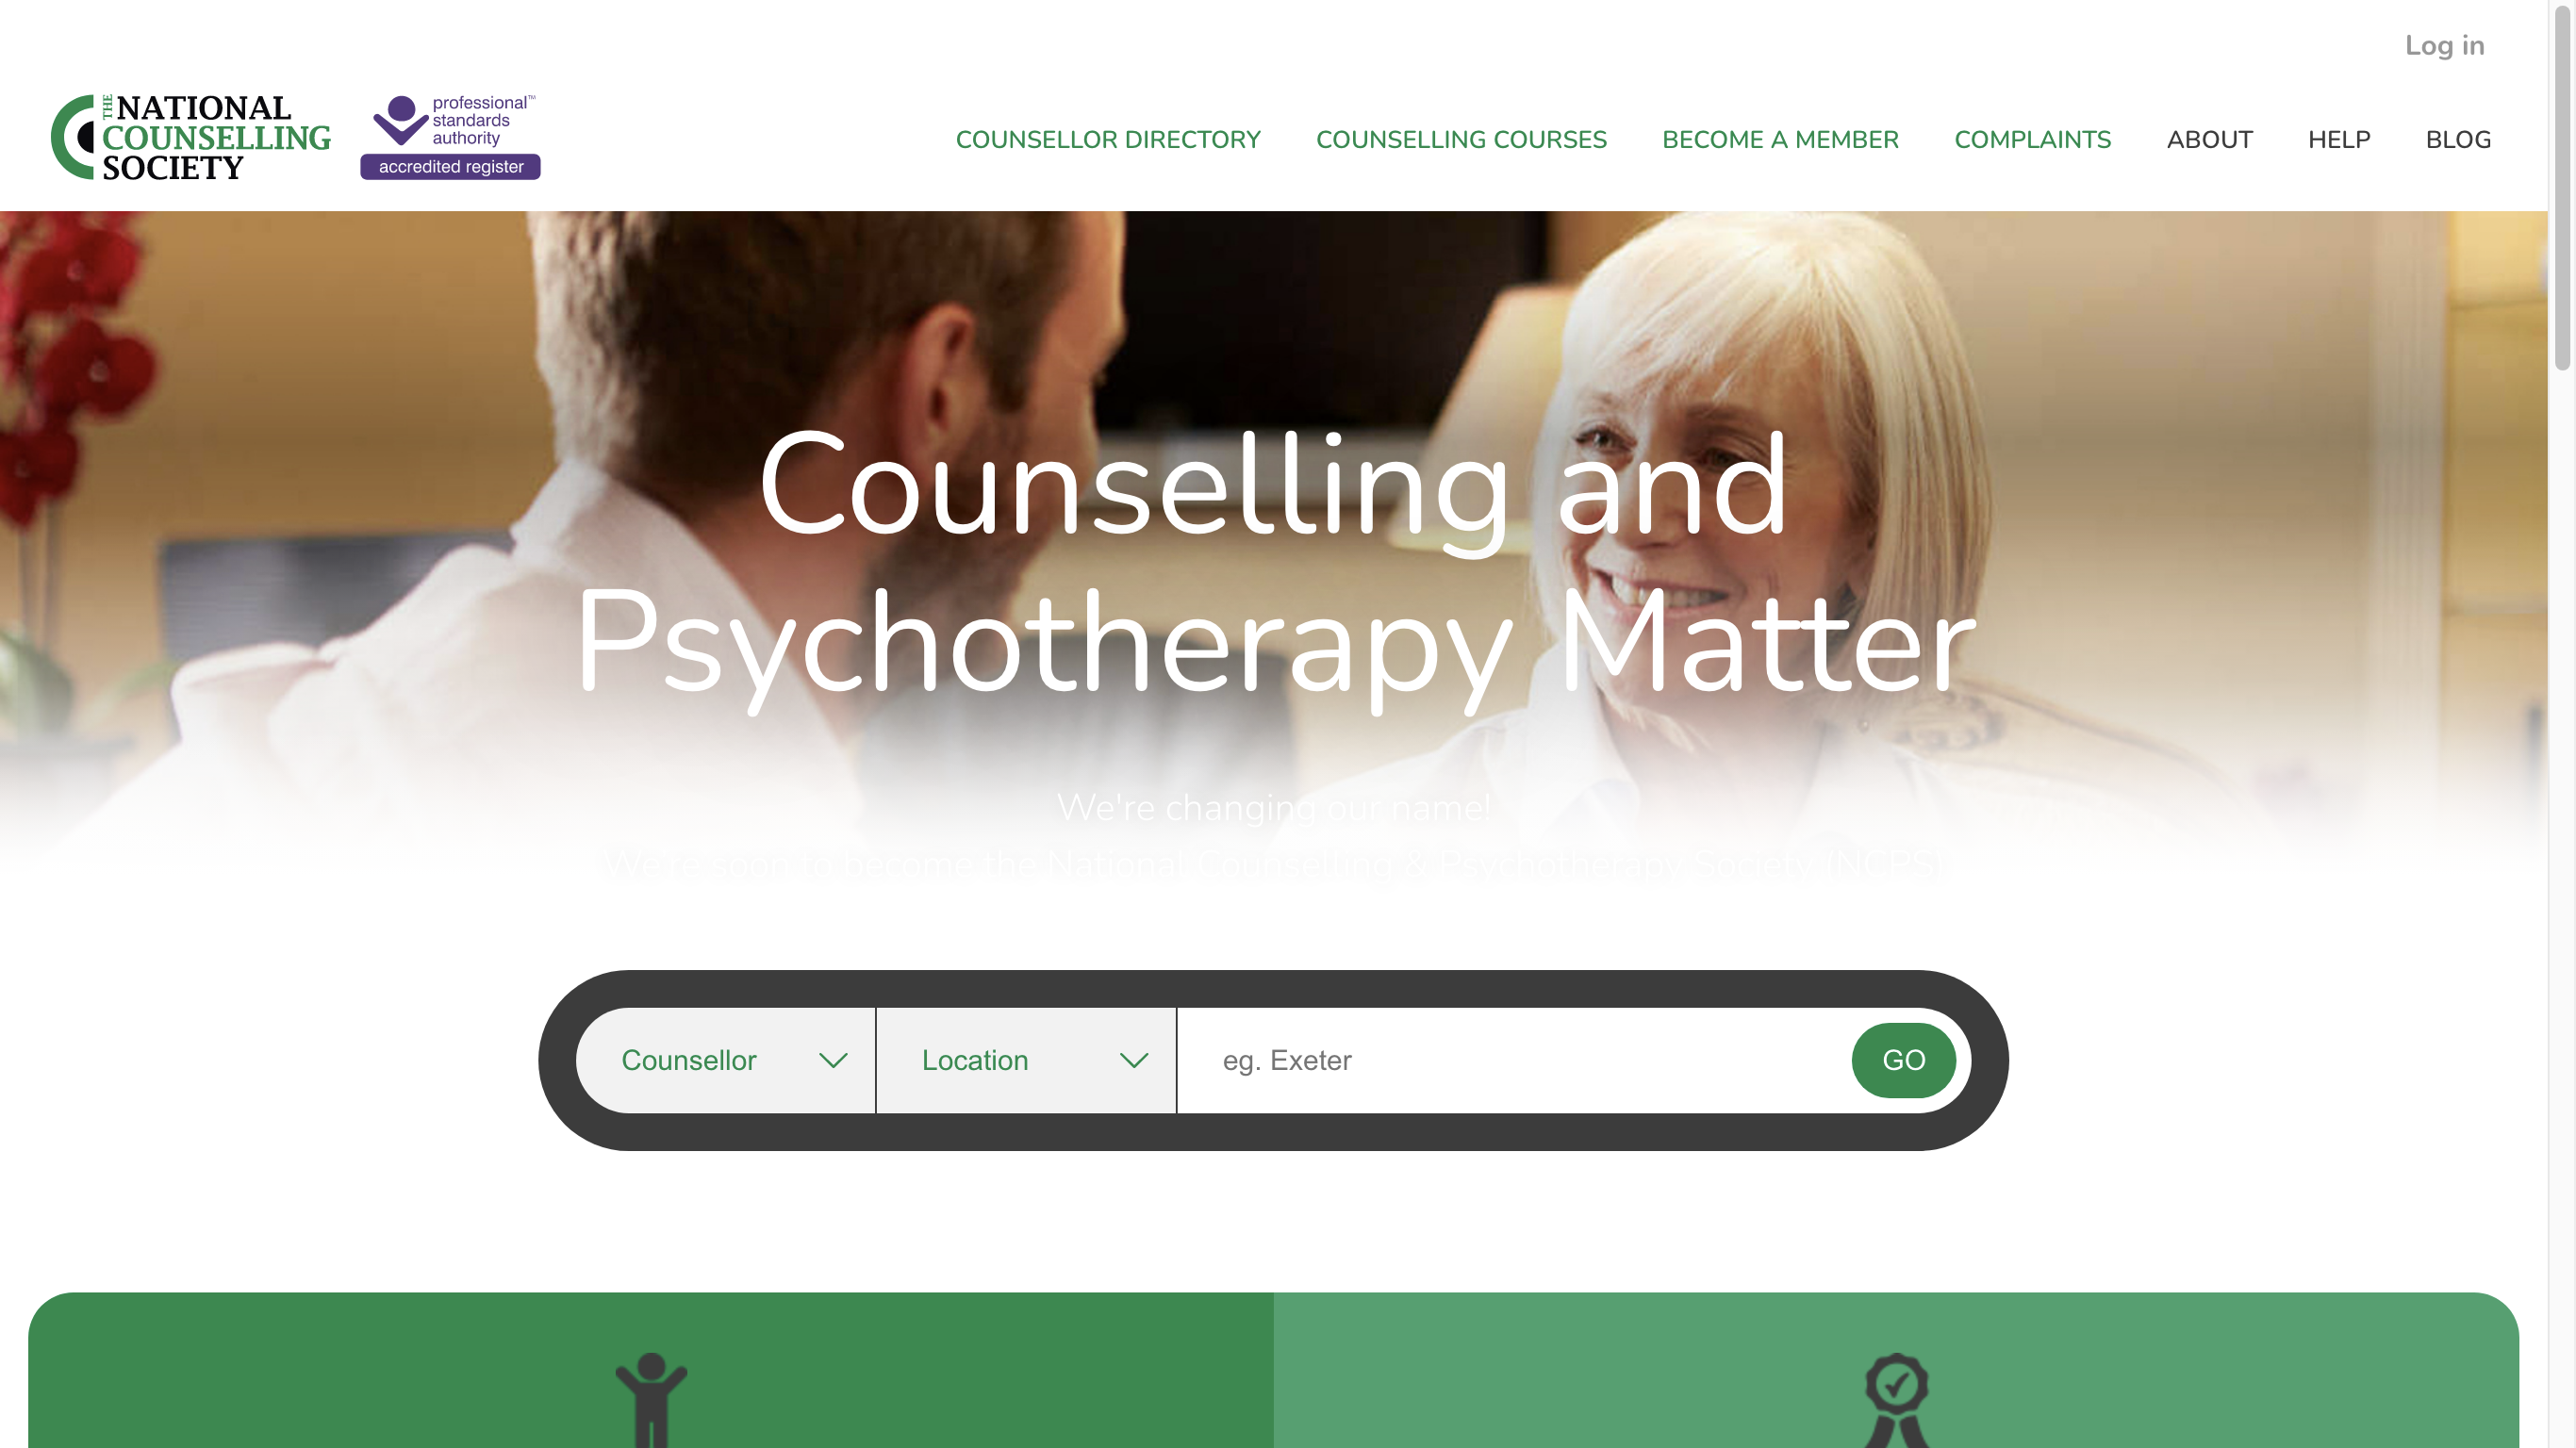 Log in
THE NATIONAL
COUNSELLING
SOCIETY
professional™
standards
authority
accredited register
COUNSELLOR DIRECTORY COUNSELLING COURSES BECOME A MEMBER COMPLAINTS ABOUT HELP BLOG
Counselling and
Psychotherapy Matter
We're changing our name!
We're soon to become the National Counselling & Psychotherapy Society (NCPS)
Counsellor Location eg. Exeter GO